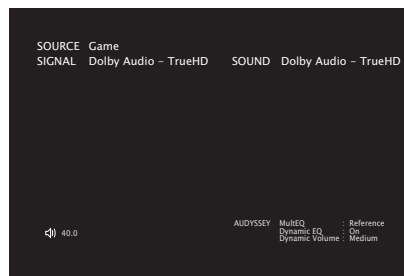 SOURCE Game
SIGNAL Dolby Audio – TrueHD SOUND Dolby Audio – TrueHD
AUDYSSEY MultEQ : Reference
Dynamic EQ : On
Dynamic Volume : Medium
40.0